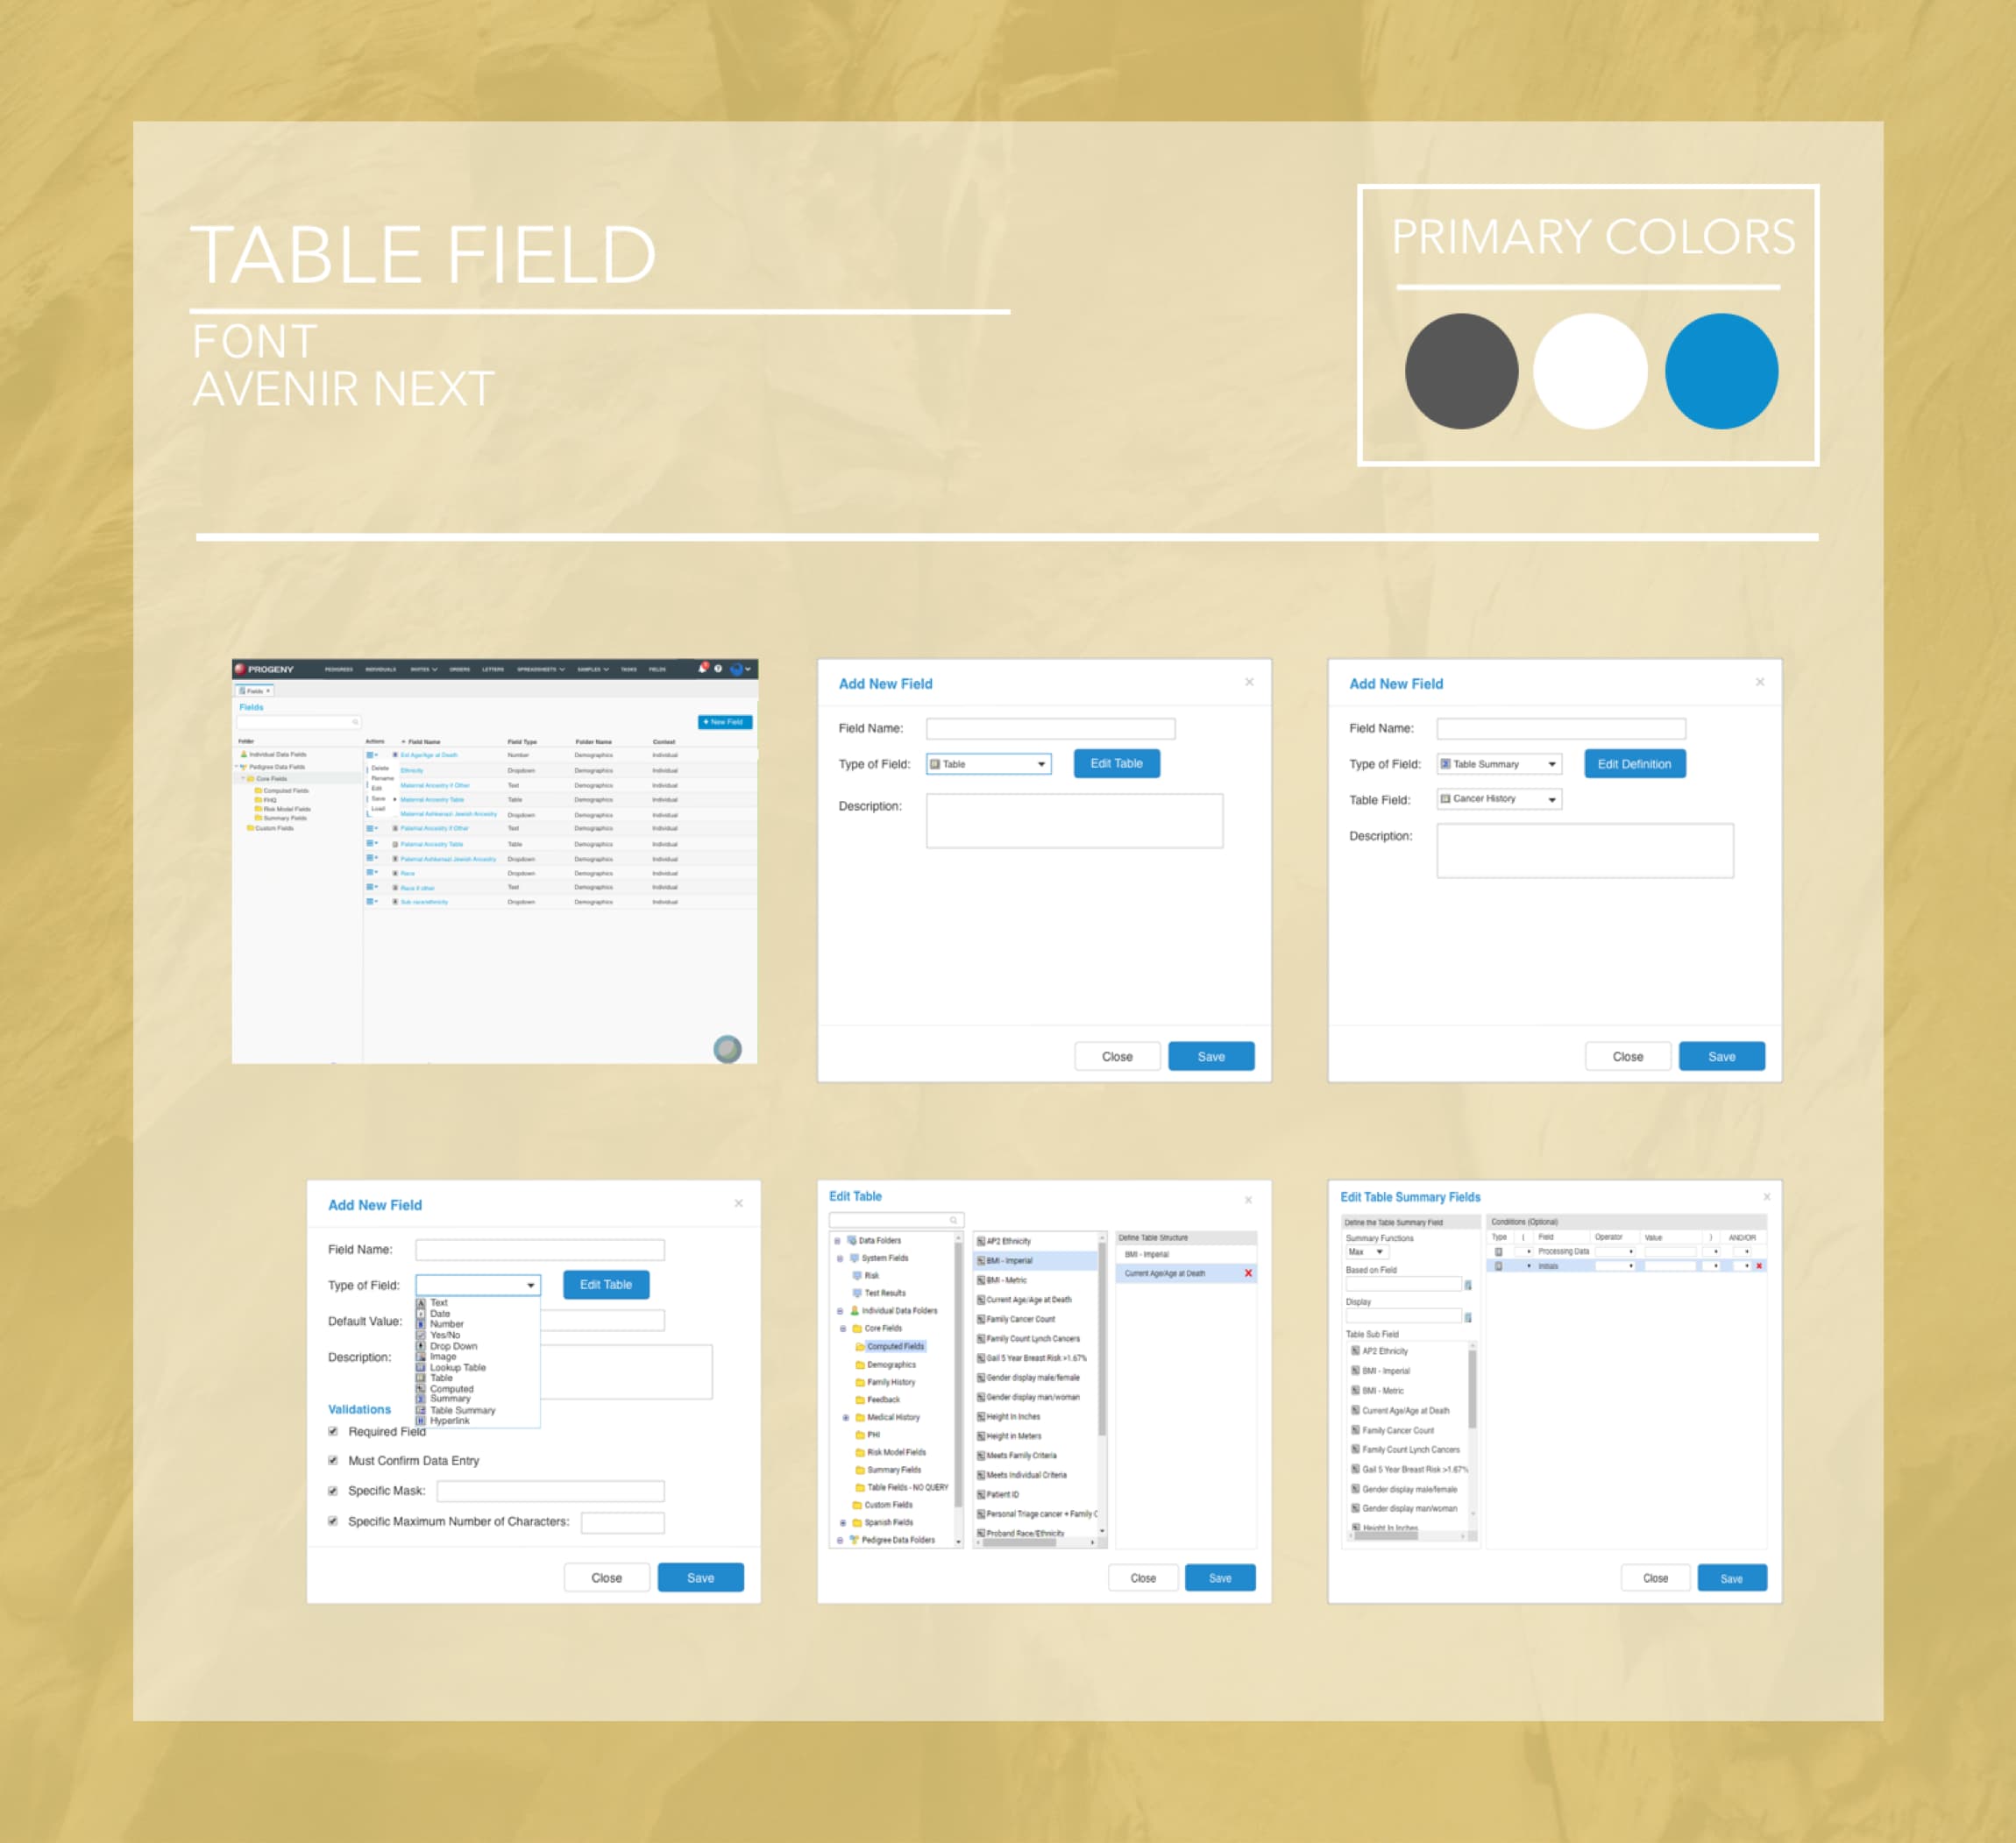 TABLE FIELD
FONT
AVENIR NEXT
PRIMARY COLORS
PROGENY
PEDIGREES INDIVIDUALS INVITES ORDERS LETTERS SPREADSHEETS SAMPLES TASKS FIELDS
Fields
Fields
+ New Field
Folder
Individual Data Fields
Pedigree Data Fields
Core Fields
Computed Fields
FHQ
Risk Model Fields
Summary Fields
Custom Fields
Actions Field Name Field Type Folder Name Context
Est Age/Age at Death Number Demographics Individual
Ethnicity Dropdown Demographics Individual
Maternal Ancestry if Other Text Demographics Individual
Maternal Ancestry Table Table Demographics Individual
Maternal Ashkenazi Jewish Ancestry Dropdown Demographics Individual
Paternal Ancestry if Other Text Demographics Individual
Paternal Ancestry Table Table Demographics Individual
Paternal Ashkenazi Jewish Ancestry Dropdown Demographics Individual
Race Dropdown Demographics Individual
Race if other Text Demographics Individual
Sub race/ethnicity Dropdown Demographics Individual
Delete
Rename
Edit
Save
Load
Add New Field
Field Name:
Type of Field: Table Edit Table
Description:
Close Save
Add New Field
Field Name:
Type of Field: Table Summary Edit Definition
Table Field: Cancer History
Description:
Close Save
Add New Field
Field Name:
Type of Field: Edit Table
Text
Date
Number
Yes/No
Drop Down
Image
Lookup Table
Table
Computed
Summary
Table Summary
Hyperlink
Default Value:
Description:
Validations
Required Field
Must Confirm Data Entry
Specific Mask:
Specific Maximum Number of Characters:
Close Save
Edit Table
Data Folders
System Fields
Risk
Test Results
Individual Data Folders
Core Fields
Computed Fields
Demographics
Family History
Feedback
Medical History
PHI
Risk Model Fields
Summary Fields
Table Fields - NO QUERY
Custom Fields
Spanish Fields
Pedigree Data Folders
AP2 Ethnicity
BMI - Imperial
BMI - Metric
Current Age/Age at Death
Family Cancer Count
Family Count Lynch Cancers
Gail 5 Year Breast Risk >1.67%
Gender display male/female
Gender display man/woman
Height In Inches
Height in Meters
Meets Family Criteria
Meets Individual Criteria
Patient ID
Personal Triage cancer + Family C
Proband Race/Ethnicity
Define Table Structure
BMI - Imperial
Current Age/Age at Death X
Close Save
Edit Table Summary Fields
Define the Table Summary Field
Summary Functions
Max
Based on Field
Display
Table Sub Field
AP2 Ethnicity
BMI - Imperial
BMI - Metric
Current Age/Age at Death
Family Cancer Count
Family Count Lynch Cancers
Gail 5 Year Breast Risk >1.67%
Gender display male/female
Gender display man/woman
Height In Inches
Conditions (Optional)
Type ( Field Operator Value ) AND/OR
Processing Data
Initials
Close Save